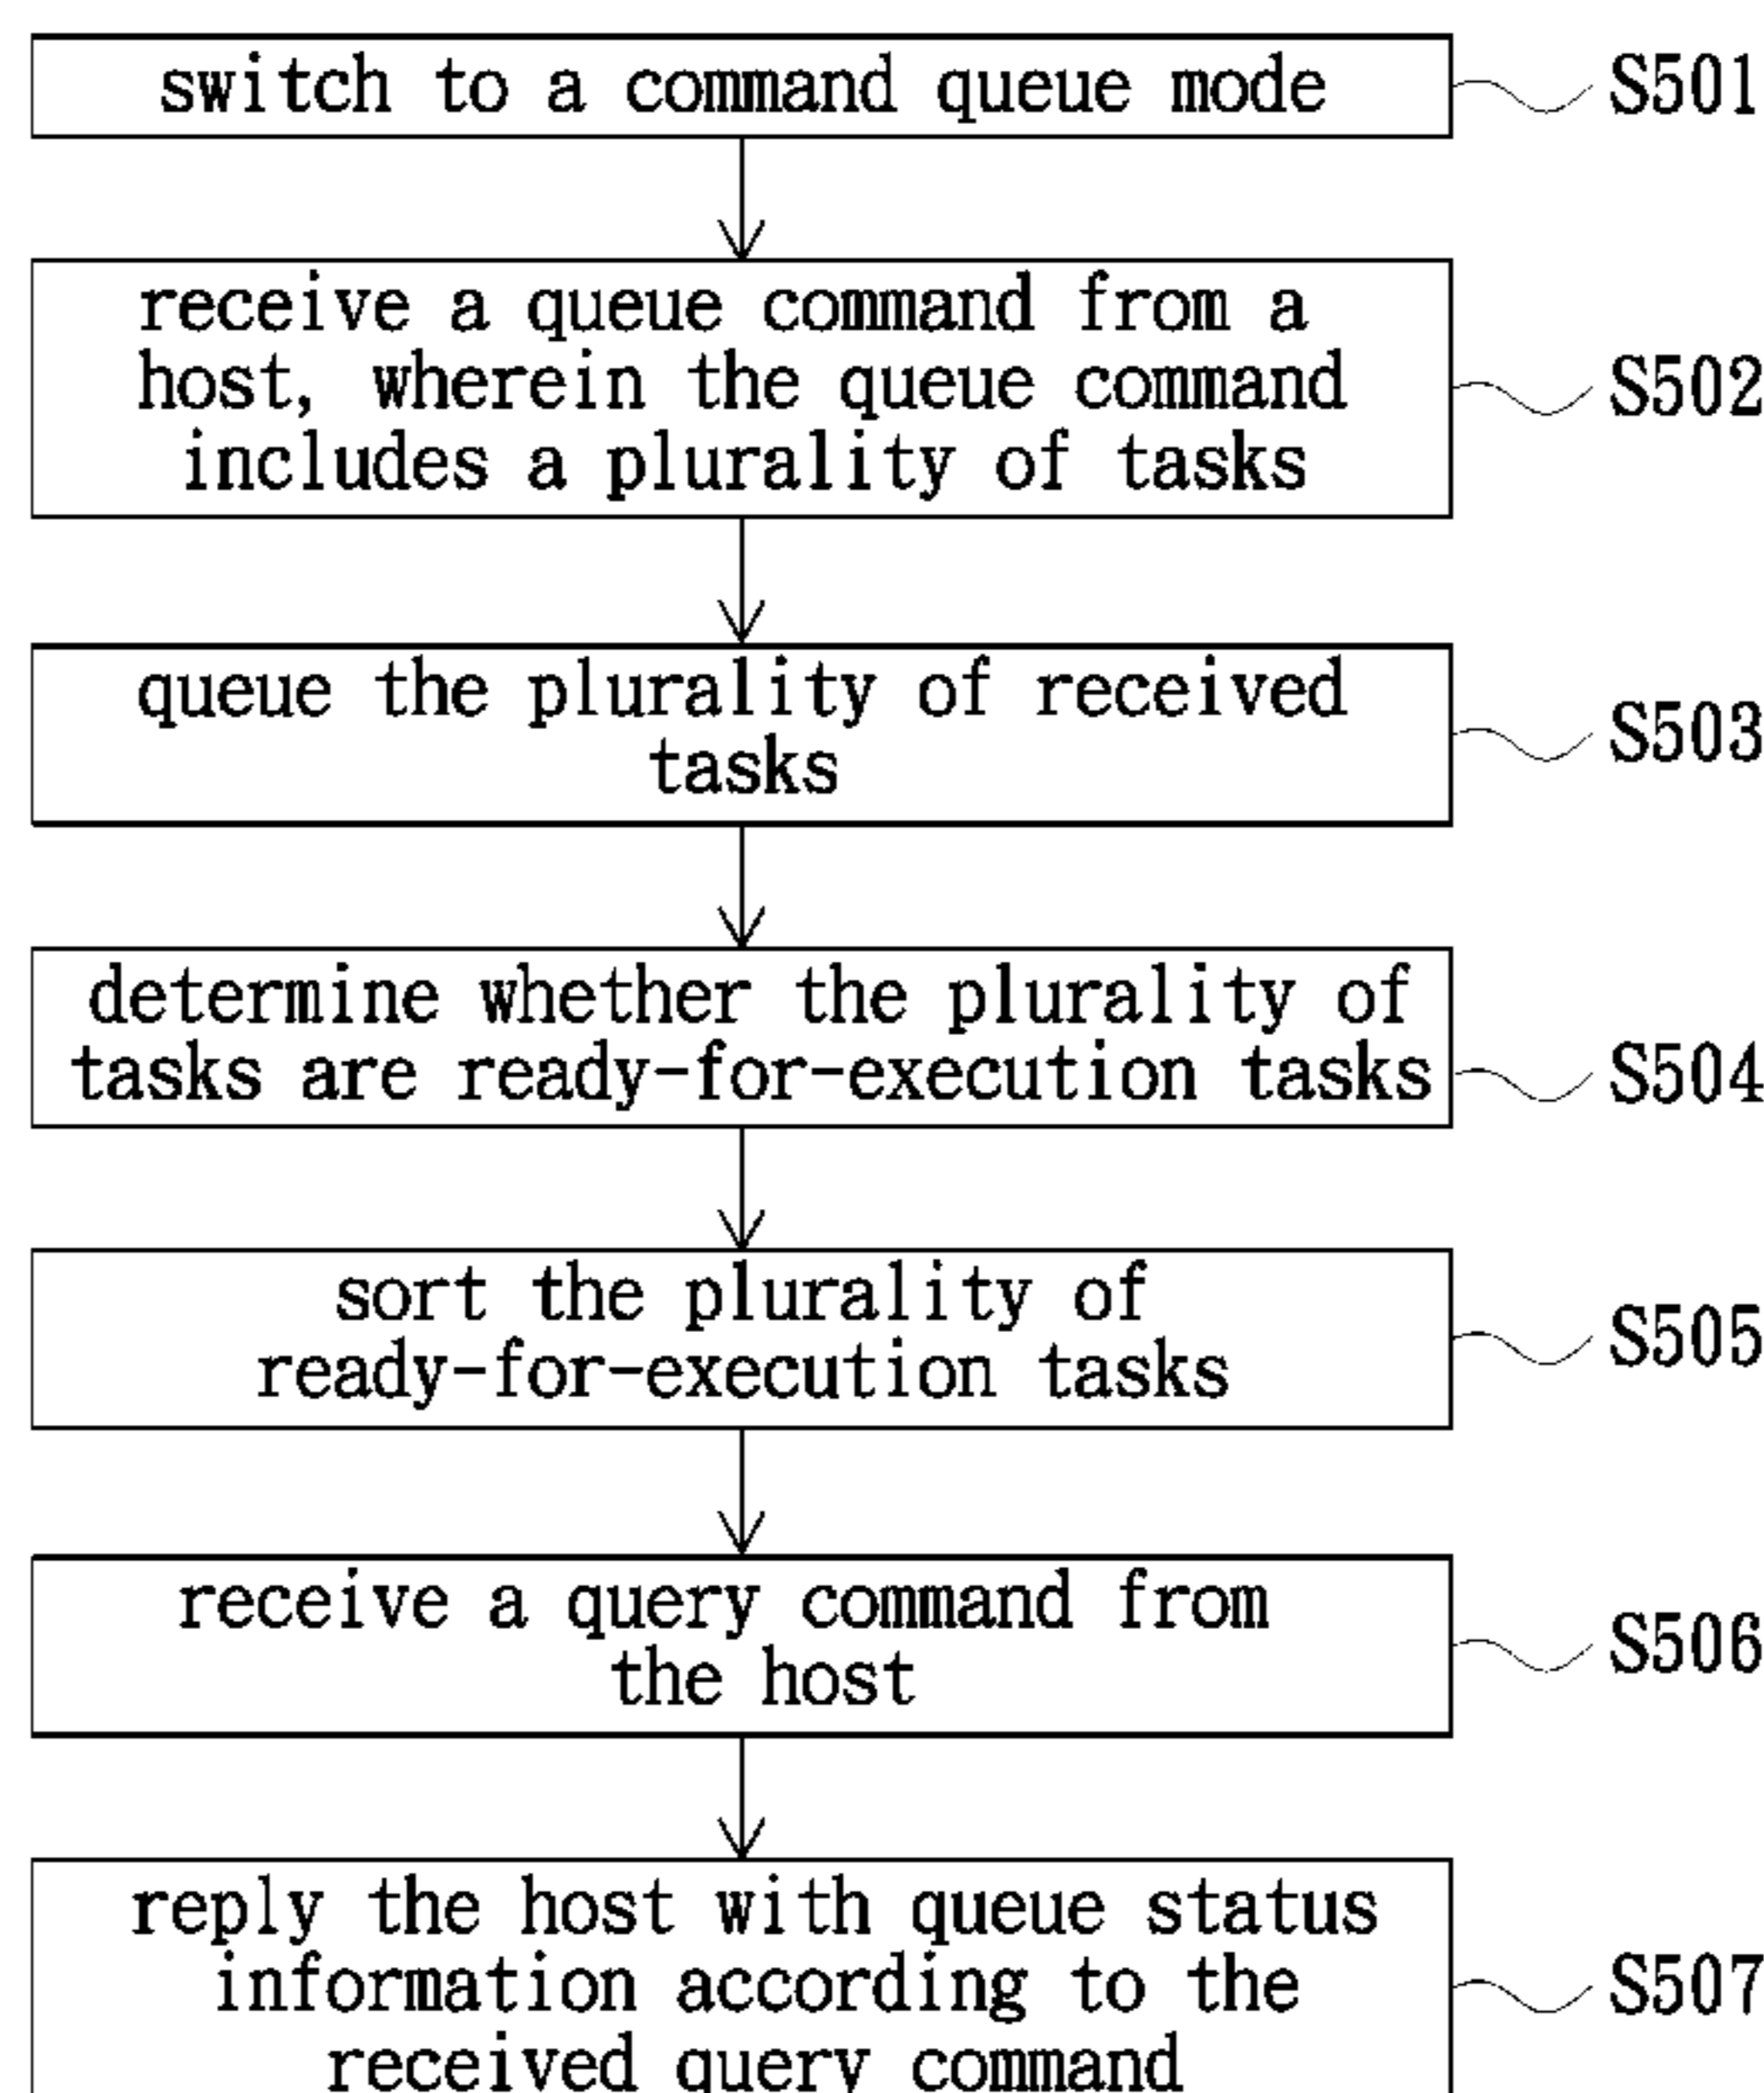 switch to a command queue mode
S501
receive a queue command from a
host, wherein the queue command
includes a plurality of tasks
S502
queue the plurality of received
tasks
S503
determine whether the plurality of
tasks are ready-for-execution tasks
S504
sort the plurality of
ready-for-execution tasks
S505
receive a query command from
the host
S506
reply the host with queue status
information according to the
received query command
S507